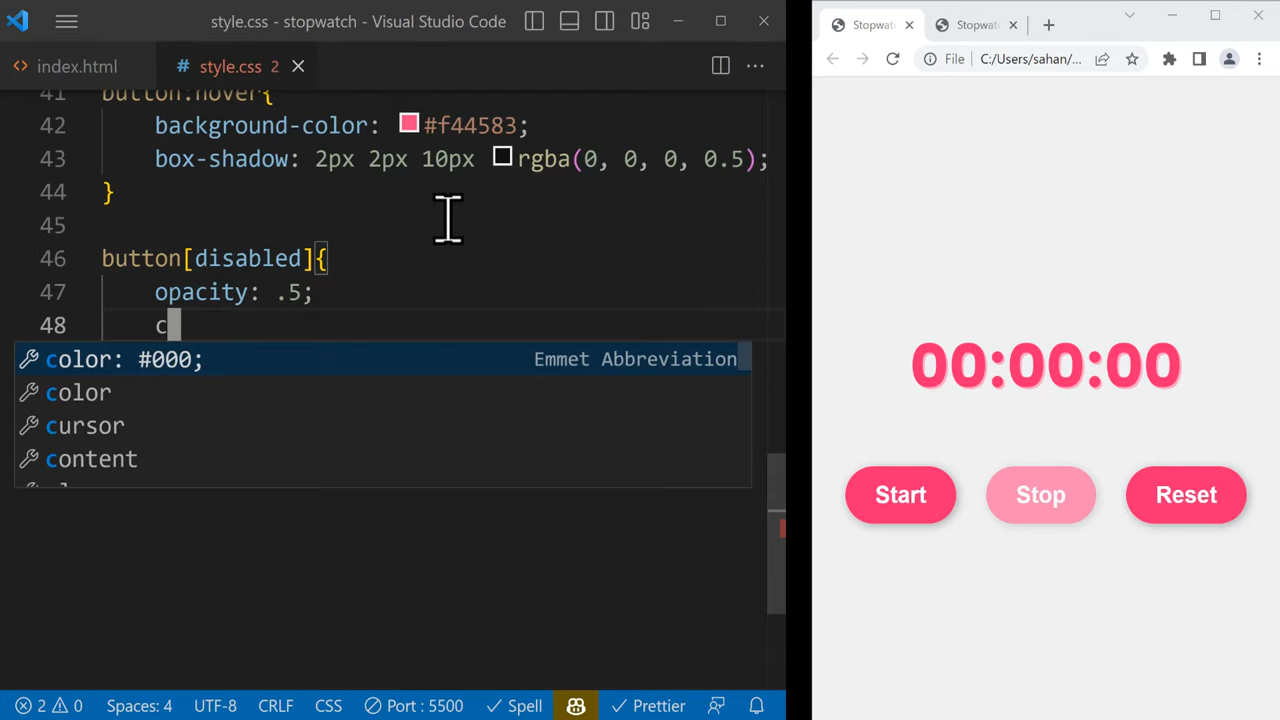 style.css - stopwatch - Visual Studio Code
index.html
# style.css 2
41 button:hover{
42 background-color: #f44583;
43 box-shadow: 2px 2px 10px rgba(0, 0, 0, 0.5);
44 }
45
46 button[disabled]{
47 opacity: .5;
48 c
color: #000; Emmet Abbreviation
color
cursor
content
2 0 Spaces: 4 UTF-8 CRLF CSS Port : 5500 Spell Prettier
Stopwat Stopwat
File C:/Users/sahan/...
00:00:00
Start Stop Reset